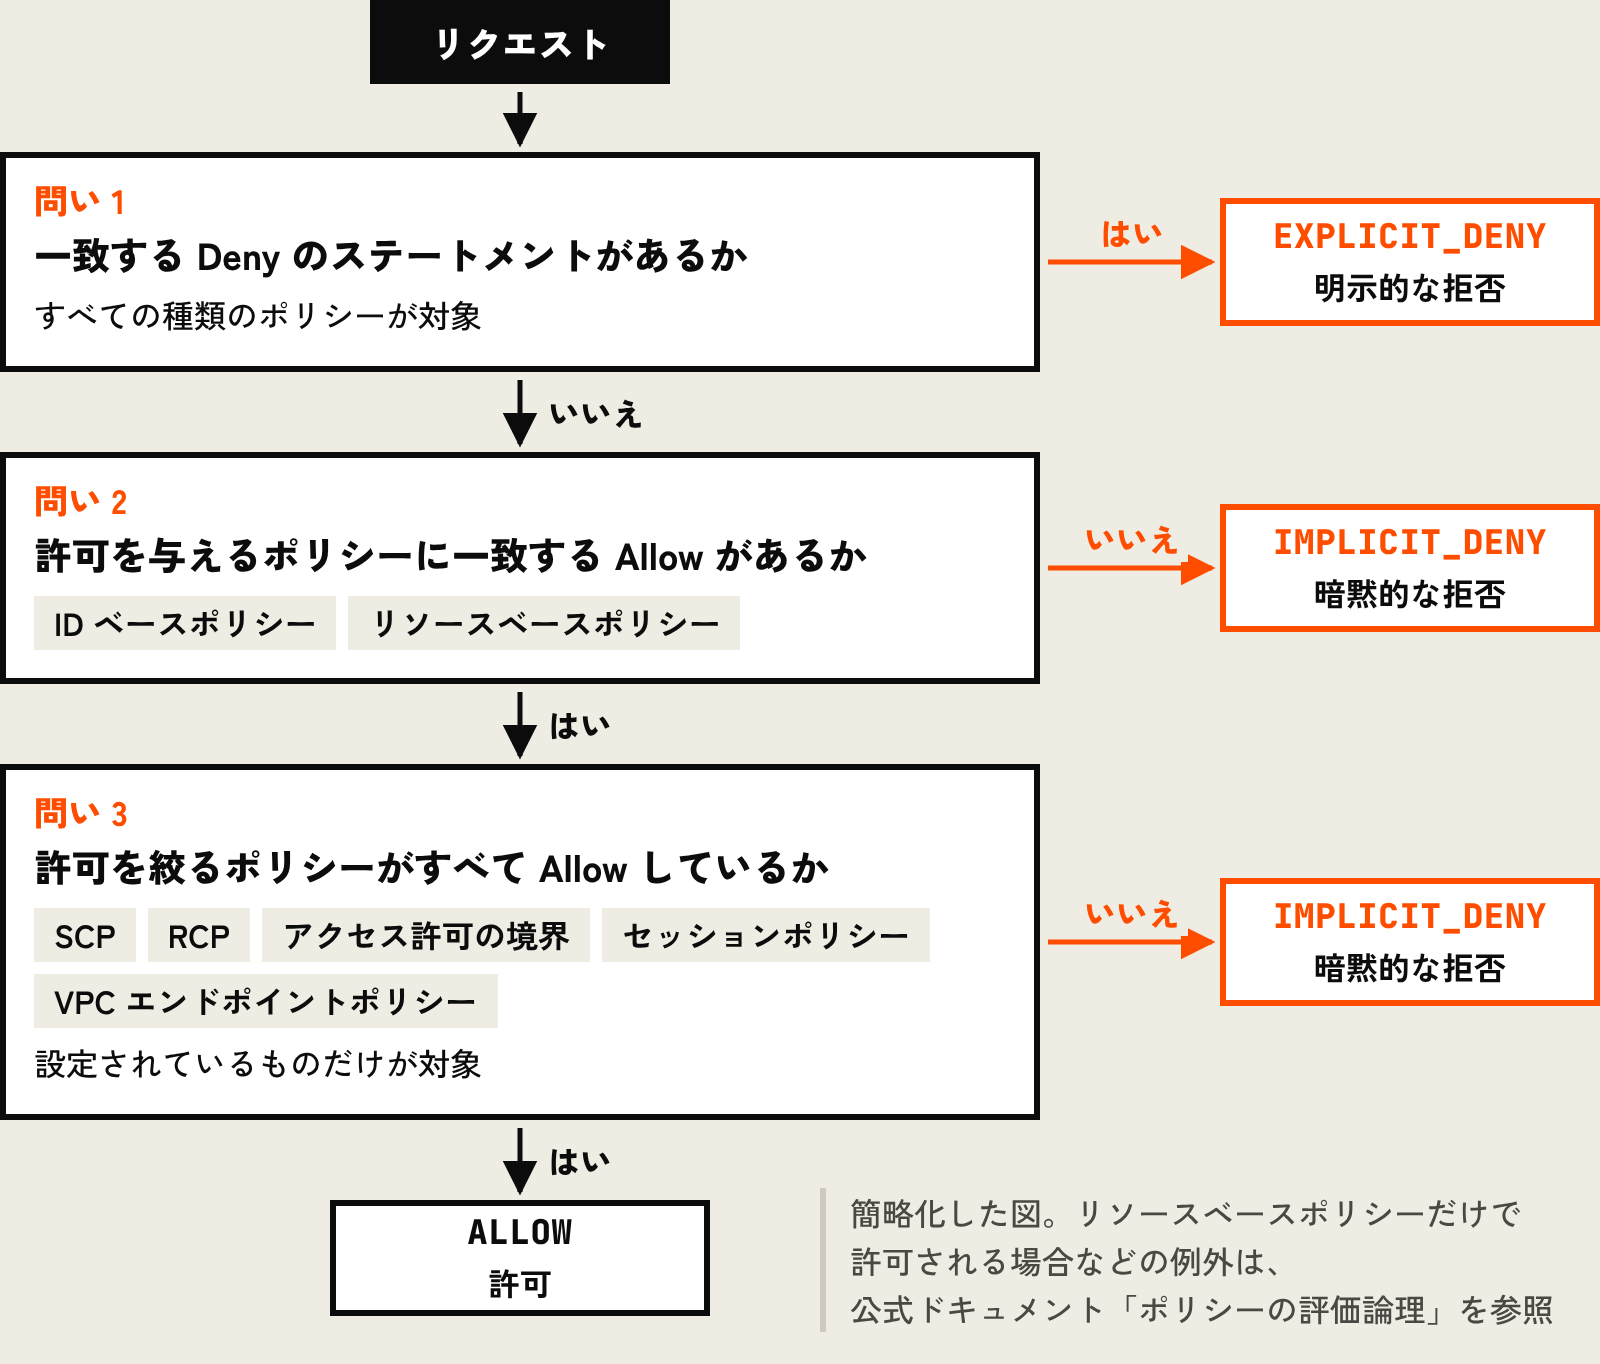 リクエスト
問い 1
一致する Deny のステートメントがあるか
すべての種類のポリシーが対象
はい
EXPLICIT_DENY
明示的な拒否
いいえ
問い 2
許可を与えるポリシーに一致する Allow があるか
ID ベースポリシー
リソースベースポリシー
いいえ
IMPLICIT_DENY
暗黙的な拒否
はい
問い 3
許可を絞るポリシーがすべて Allow しているか
SCP
RCP
アクセス許可の境界
セッションポリシー
VPC エンドポイントポリシー
設定されているものだけが対象
いいえ
IMPLICIT_DENY
暗黙的な拒否
はい
ALLOW
許可
簡略化した図。リソースベースポリシーだけで
許可される場合などの例外は、
公式ドキュメント「ポリシーの評価論理」を参照